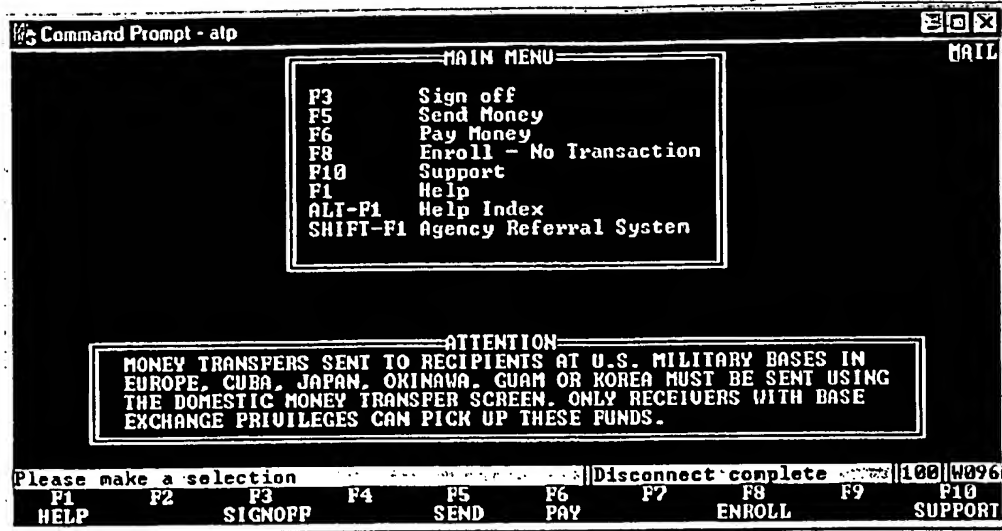 Command Prompt - atp
MAIL
MAIN MENU
F3 Sign off
F5 Send Money
F6 Pay Money
F8 Enroll - No Transaction
F10 Support
F1 Help
ALT-F1 Help Index
SHIFT-F1 Agency Referral System
ATTENTION
MONEY TRANSFERS SENT TO RECIPIENTS AT U.S. MILITARY BASES IN
EUROPE, CUBA, JAPAN, OKINAWA, GUAM OR KOREA MUST BE SENT USING
THE DOMESTIC MONEY TRANSFER SCREEN. ONLY RECEIVERS WITH BASE
EXCHANGE PRIVILEGES CAN PICK UP THESE FUNDS.
Please make a selection Disconnect complete 100 W096
F1 F2 F3 F4 F5 F6 F7 F8 F9 F10
HELP SIGNOFF SEND PAY ENROLL SUPPORT